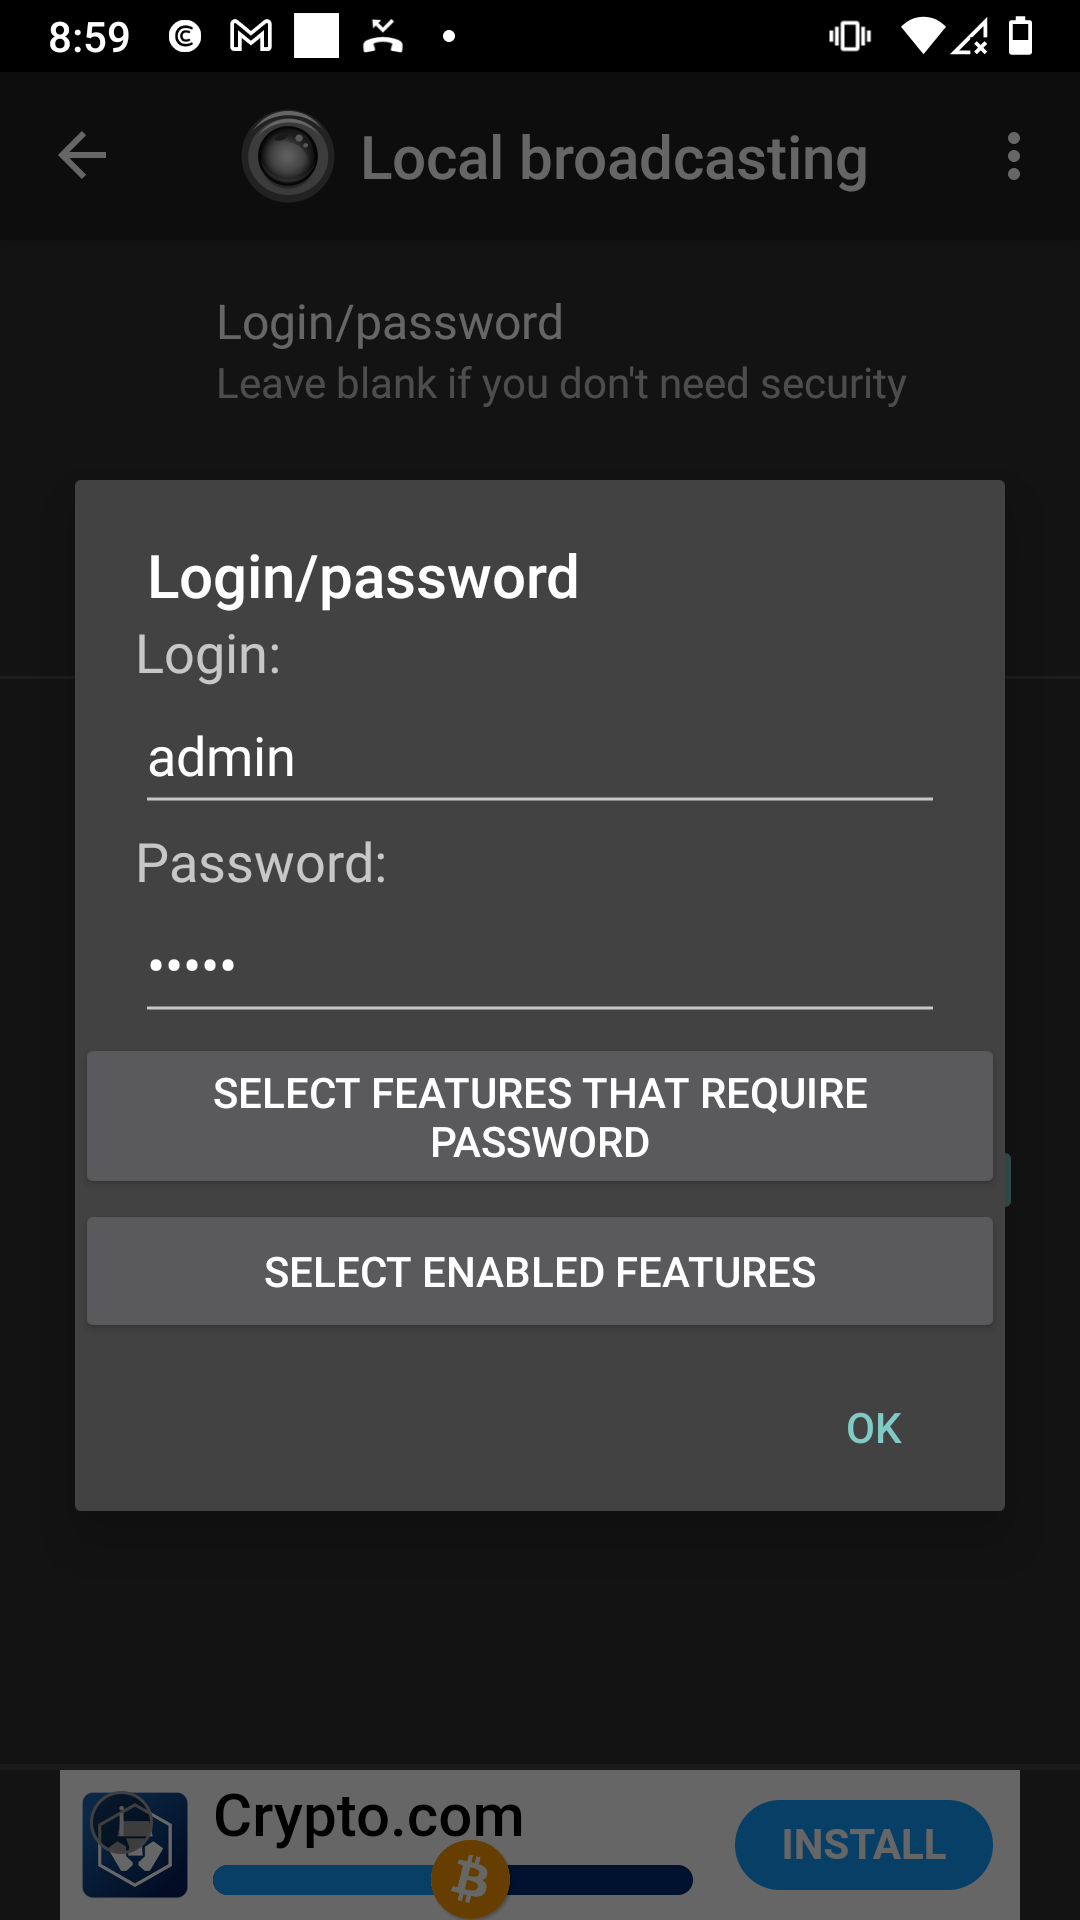 8:59
Local broadcasting
Login/password
Leave blank if you don't need security
Login/password
Login:
admin
Password:
•••••
SELECT FEATURES THAT REQUIRE
PASSWORD
SELECT ENABLED FEATURES
OK
Crypto.com
INSTALL